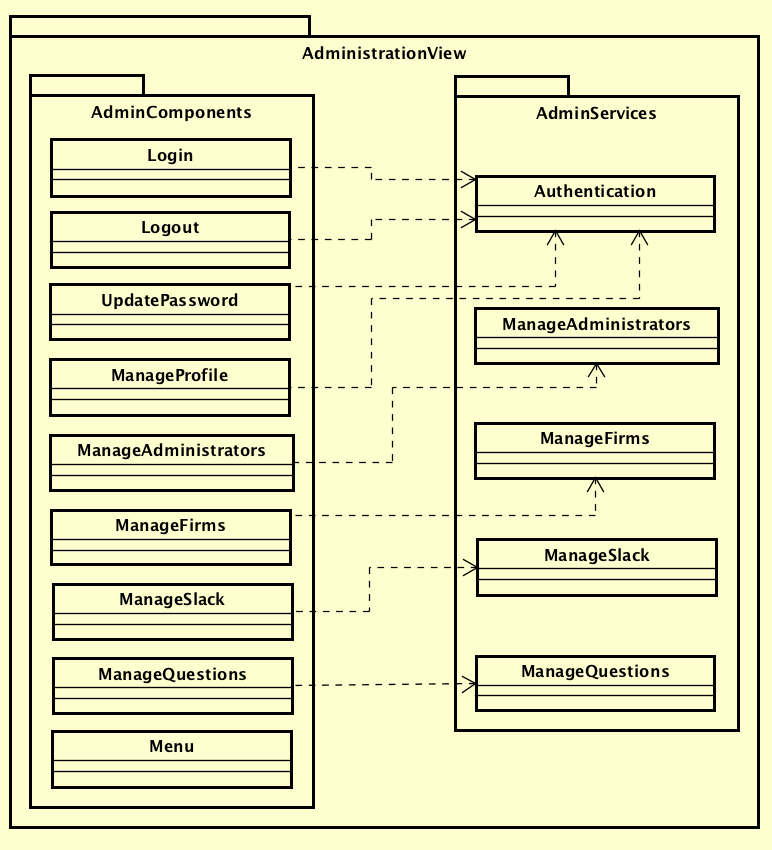 AdministrationView
AdminComponents
Login
Logout
UpdatePassword
ManageProfile
ManageAdministrators
ManageFirms
ManageSlack
ManageQuestions
Menu
AdminServices
Authentication
ManageAdministrators
ManageFirms
ManageSlack
ManageQuestions